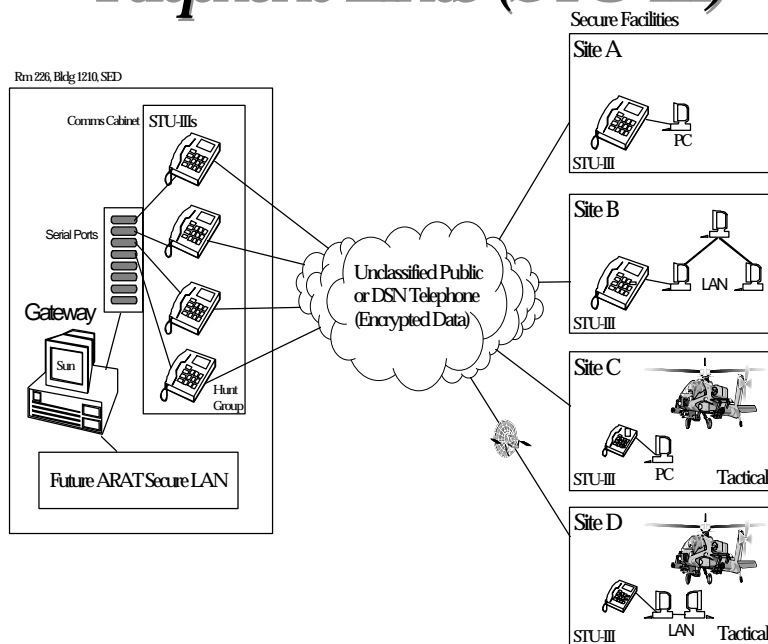 Secure Facilities
Rm 226, Bldg 1210, SED
Comms Cabinet
STU-IIIs
Serial Ports
Gateway
Sun
Hunt
Group
Future ARAT Secure LAN
Unclassified Public
or DSN Telephone
(Encrypted Data)
Site A
PC
STU-III
Site B
LAN
STU-III
Site C
STU-III
PC
Tactical
Site D
STU-III
LAN
Tactical